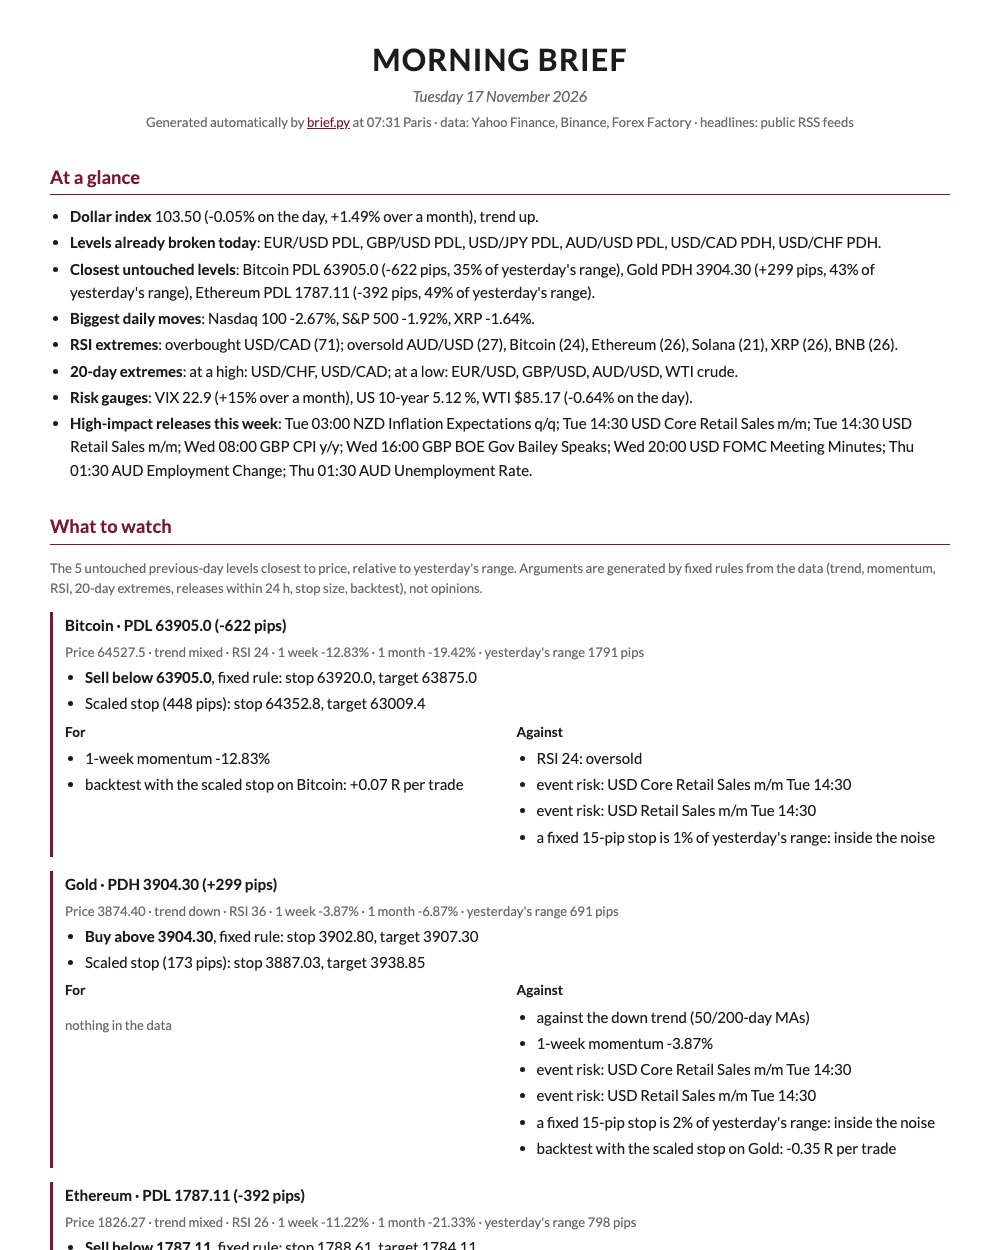 MORNING BRIEF
Tuesday 17 November 2026
Generated automatically by brief.py at 07:31 Paris · data: Yahoo Finance, Binance, Forex Factory · headlines: public RSS feeds
At a glance
• Dollar index 103.50 (-0.05% on the day, +1.49% over a month), trend up.
• Levels already broken today: EUR/USD PDL, GBP/USD PDL, USD/JPY PDL, AUD/USD PDL, USD/CAD PDH, USD/CHF PDH.
• Closest untouched levels: Bitcoin PDL 63905.0 (-622 pips, 35% of yesterday's range), Gold PDH 3904.30 (+299 pips, 43% of
yesterday's range), Ethereum PDL 1787.11 (-392 pips, 49% of yesterday's range).
• Biggest daily moves: Nasdaq 100 -2.67%, S&P 500 -1.92%, XRP -1.64%.
• RSI extremes: overbought USD/CAD (71); oversold AUD/USD (27), Bitcoin (24), Ethereum (26), Solana (21), XRP (26), BNB (26).
• 20-day extremes: at a high: USD/CHF, USD/CAD; at a low: EUR/USD, GBP/USD, AUD/USD, WTI crude.
• Risk gauges: VIX 22.9 (+15% over a month), US 10-year 5.12 %, WTI $85.17 (-0.64% on the day).
• High-impact releases this week: Tue 03:00 NZD Inflation Expectations q/q; Tue 14:30 USD Core Retail Sales m/m; Tue 14:30 USD
Retail Sales m/m; Wed 08:00 GBP CPI y/y; Wed 16:00 GBP BOE Gov Bailey Speaks; Wed 20:00 USD FOMC Meeting Minutes; Thu
01:30 AUD Employment Change; Thu 01:30 AUD Unemployment Rate.
What to watch
The 5 untouched previous-day levels closest to price, relative to yesterday's range. Arguments are generated by fixed rules from the data (trend, momentum,
RSI, 20-day extremes, releases within 24 h, stop size, backtest), not opinions.
Bitcoin · PDL 63905.0 (-622 pips)
Price 64527.5 · trend mixed · RSI 24 · 1 week -12.83% · 1 month -19.42% · yesterday's range 1791 pips
• Sell below 63905.0, fixed rule: stop 63920.0, target 63875.0
• Scaled stop (448 pips): stop 64352.8, target 63009.4
For
• 1-week momentum -12.83%
• backtest with the scaled stop on Bitcoin: +0.07 R per trade
Against
• RSI 24: oversold
• event risk: USD Core Retail Sales m/m Tue 14:30
• event risk: USD Retail Sales m/m Tue 14:30
• a fixed 15-pip stop is 1% of yesterday's range: inside the noise
Gold · PDH 3904.30 (+299 pips)
Price 3874.40 · trend down · RSI 36 · 1 week -3.87% · 1 month -6.87% · yesterday's range 691 pips
• Buy above 3904.30, fixed rule: stop 3902.80, target 3907.30
• Scaled stop (173 pips): stop 3887.03, target 3938.85
For
nothing in the data
Against
• against the down trend (50/200-day MAs)
• 1-week momentum -3.87%
• event risk: USD Core Retail Sales m/m Tue 14:30
• event risk: USD Retail Sales m/m Tue 14:30
• a fixed 15-pip stop is 2% of yesterday's range: inside the noise
• backtest with the scaled stop on Gold: -0.35 R per trade
Ethereum · PDL 1787.11 (-392 pips)
Price 1826.27 · trend mixed · RSI 26 · 1 week -11.22% · 1 month -21.33% · yesterday's range 798 pips
• Sell below 1787.11, fixed rule: stop 1788.61, target 1784.11